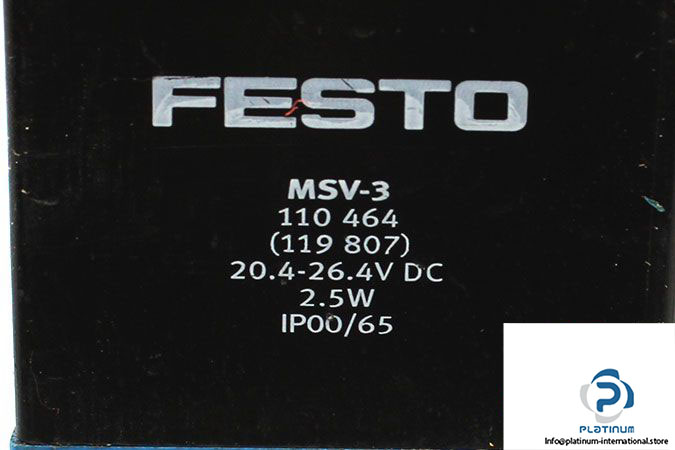 FESTO
MSV-3
110 464
(119 807)
20.4-26.4V DC
2.5W
IP00/65
PLATINUM
Info@platinum-international.store